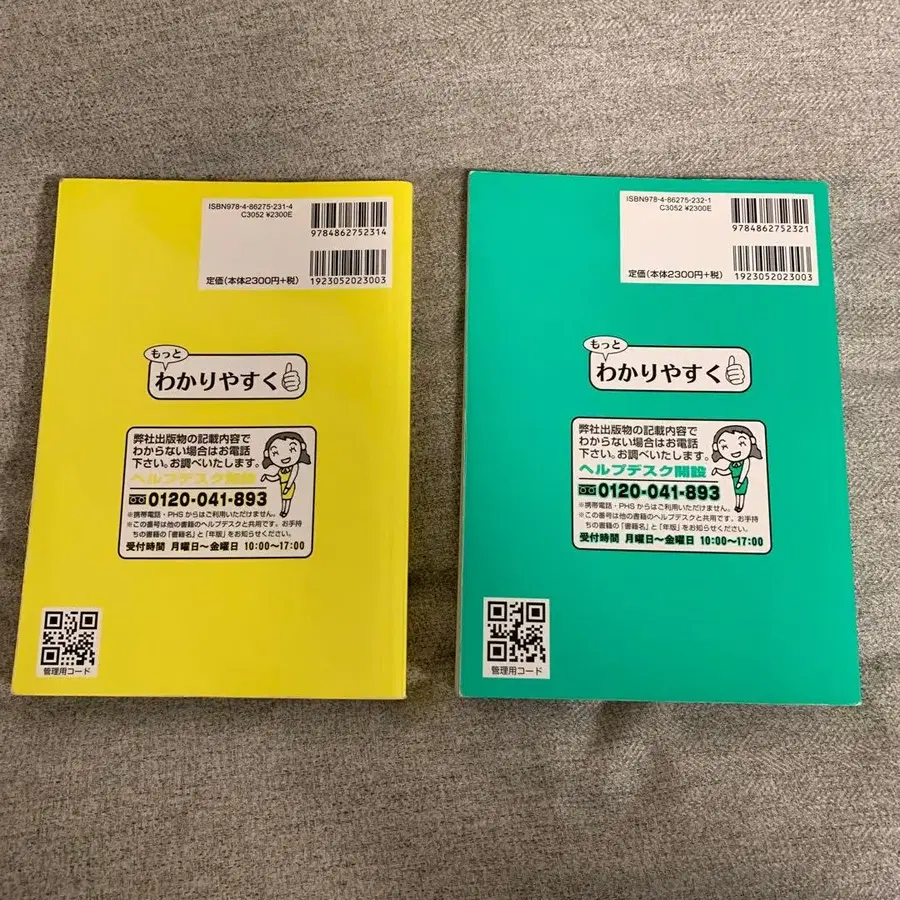 ISBN978-4-86275-231-4
C3052 ¥2300E
9784862752314
定価(本体2300円+税)
1923052023003
もっと
わかりやすく
弊社出版物の記載内容で
わからない場合はお電話
下さい。お調べいたします。
ヘルプデスク開設
0120-041-893
※携帯電話・PHSからはご利用いただけません。
※この番号は他の書籍のヘルプデスクと共用です。お手持
ちの書籍の「書籍名」と「年版」をお知らせください。
受付時間 月曜日～金曜日 10:00～17:00
管理用コード
ISBN978-4-86275-232-1
C3052 ¥2300E
9784862752321
定価(本体2300円+税)
1923052023003
もっと
わかりやすく
弊社出版物の記載内容で
わからない場合はお電話
下さい。お調べいたします。
ヘルプデスク開設
0120-041-893
※携帯電話・PHSからはご利用いただけません。
※この番号は他の書籍のヘルプデスクと共用です。お手持
ちの書籍の「書籍名」と「年版」をお知らせください。
受付時間 月曜日～金曜日 10:00～17:00
管理用コード